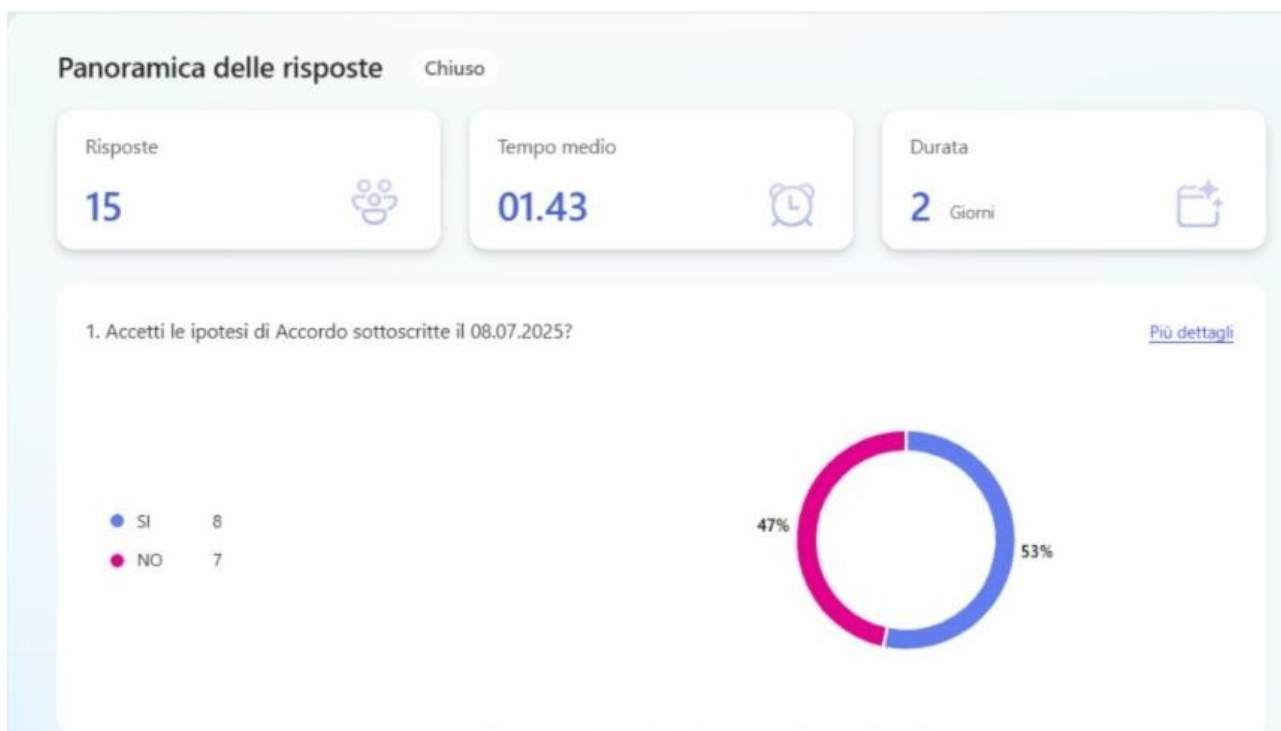 Panoramica delle risposte Chiuso
Risposte
15
Tempo medio
01.43
Durata
2 Giorni
1. Accetti le ipotesi di Accordo sottoscritte il 08.07.2025?
Più dettagli
SI 8
NO 7
47%
53%